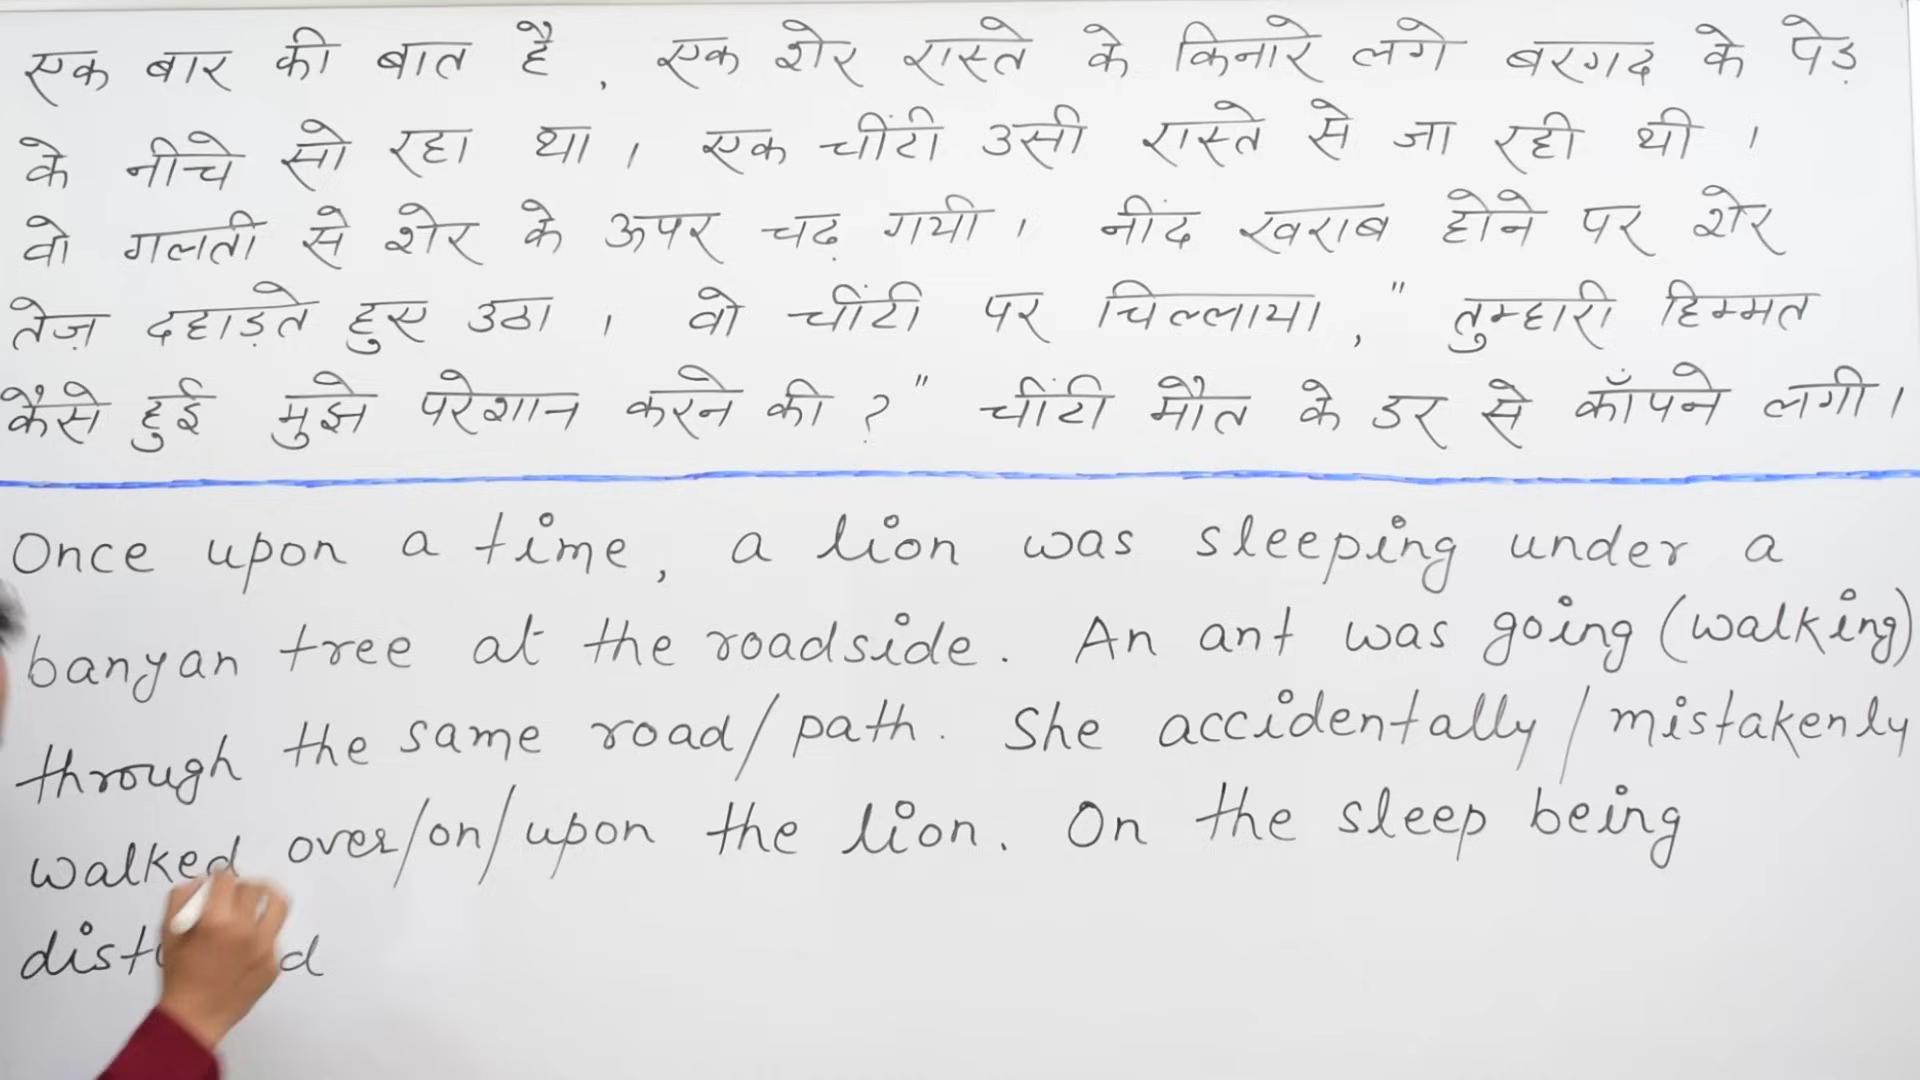 एक बार की बात है, एक शेर रास्ते के किनारे लगे बरगद के पेड़
के नीचे सो रहा था। एक चींटी उसी रास्ते से जा रही थी।
वो गलती से शेर के ऊपर चढ़ गयी। नींद खराब होने पर शेर
तेज़ दहाड़ते हुए उठा। वो चींटी पर चिल्लाया, "तुम्हारी हिम्मत
कैसे हुई मुझे परेशान करने की?" चींटी मौत के डर से काँपने लगी।
Once upon a time, a lion was sleeping under a
banyan tree at the roadside. An ant was going (walking)
through the same road/path. She accidentally/mistakenly
walked over/on/upon the lion. On the sleep being